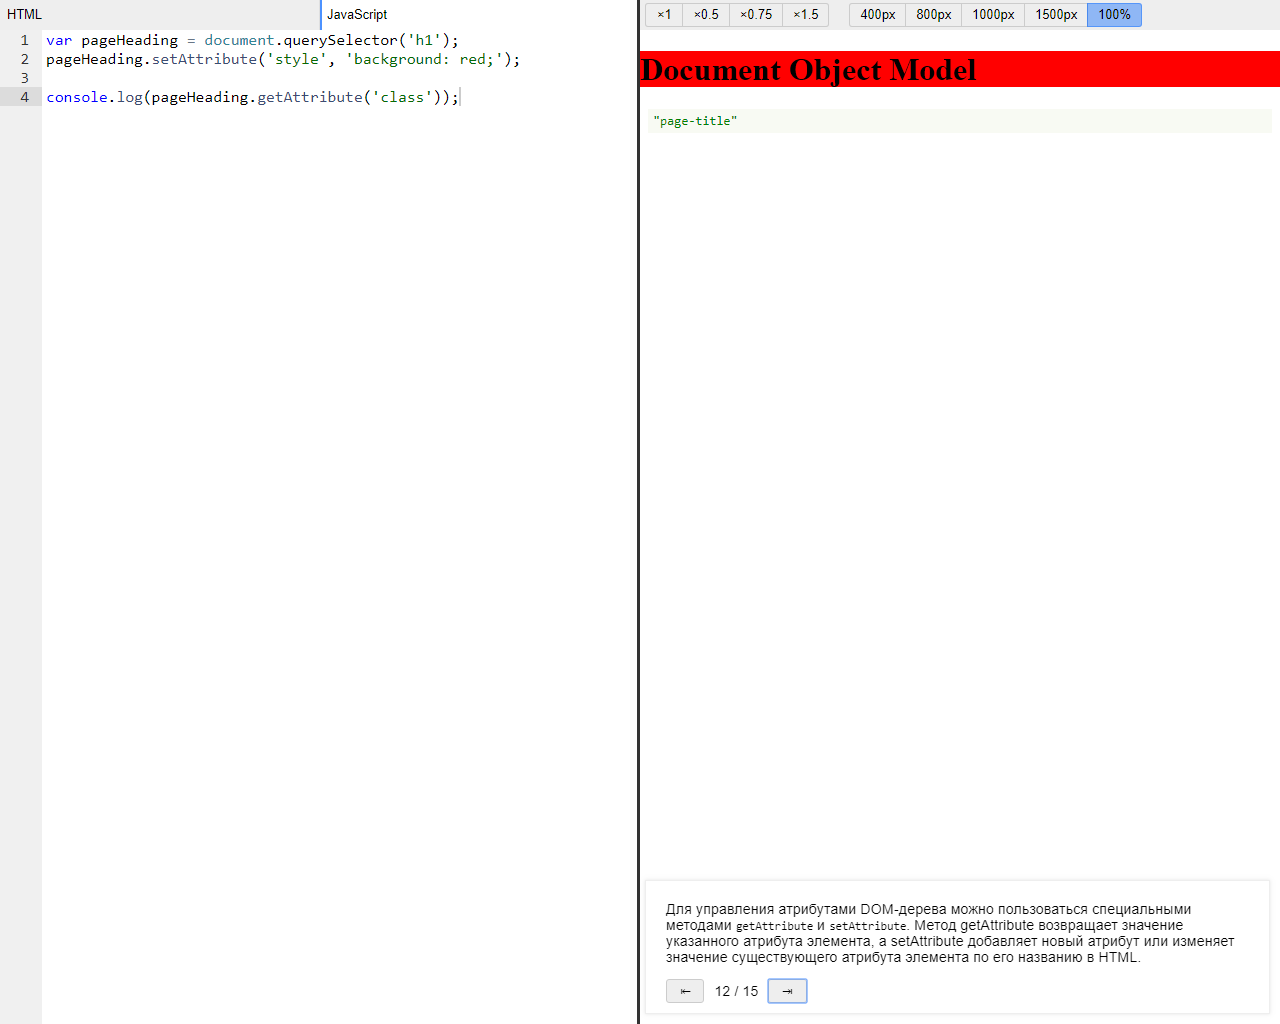 HTML
JavaScript
1 var pageHeading = document.querySelector('h1');
2 pageHeading.setAttribute('style', 'background: red;');
3
4 console.log(pageHeading.getAttribute('class'));
×1 ×0.5 ×0.75 ×1.5 400px 800px 1000px 1500px 100%
Document Object Model
"page-title"
Для управления атрибутами DOM-дерева можно пользоваться специальными
методами getAttribute и setAttribute. Метод getAttribute возвращает значение
указанного атрибута элемента, а setAttribute добавляет новый атрибут или изменяет
значение существующего атрибута элемента по его названию в HTML.
⇤ 12 / 15 ⇥